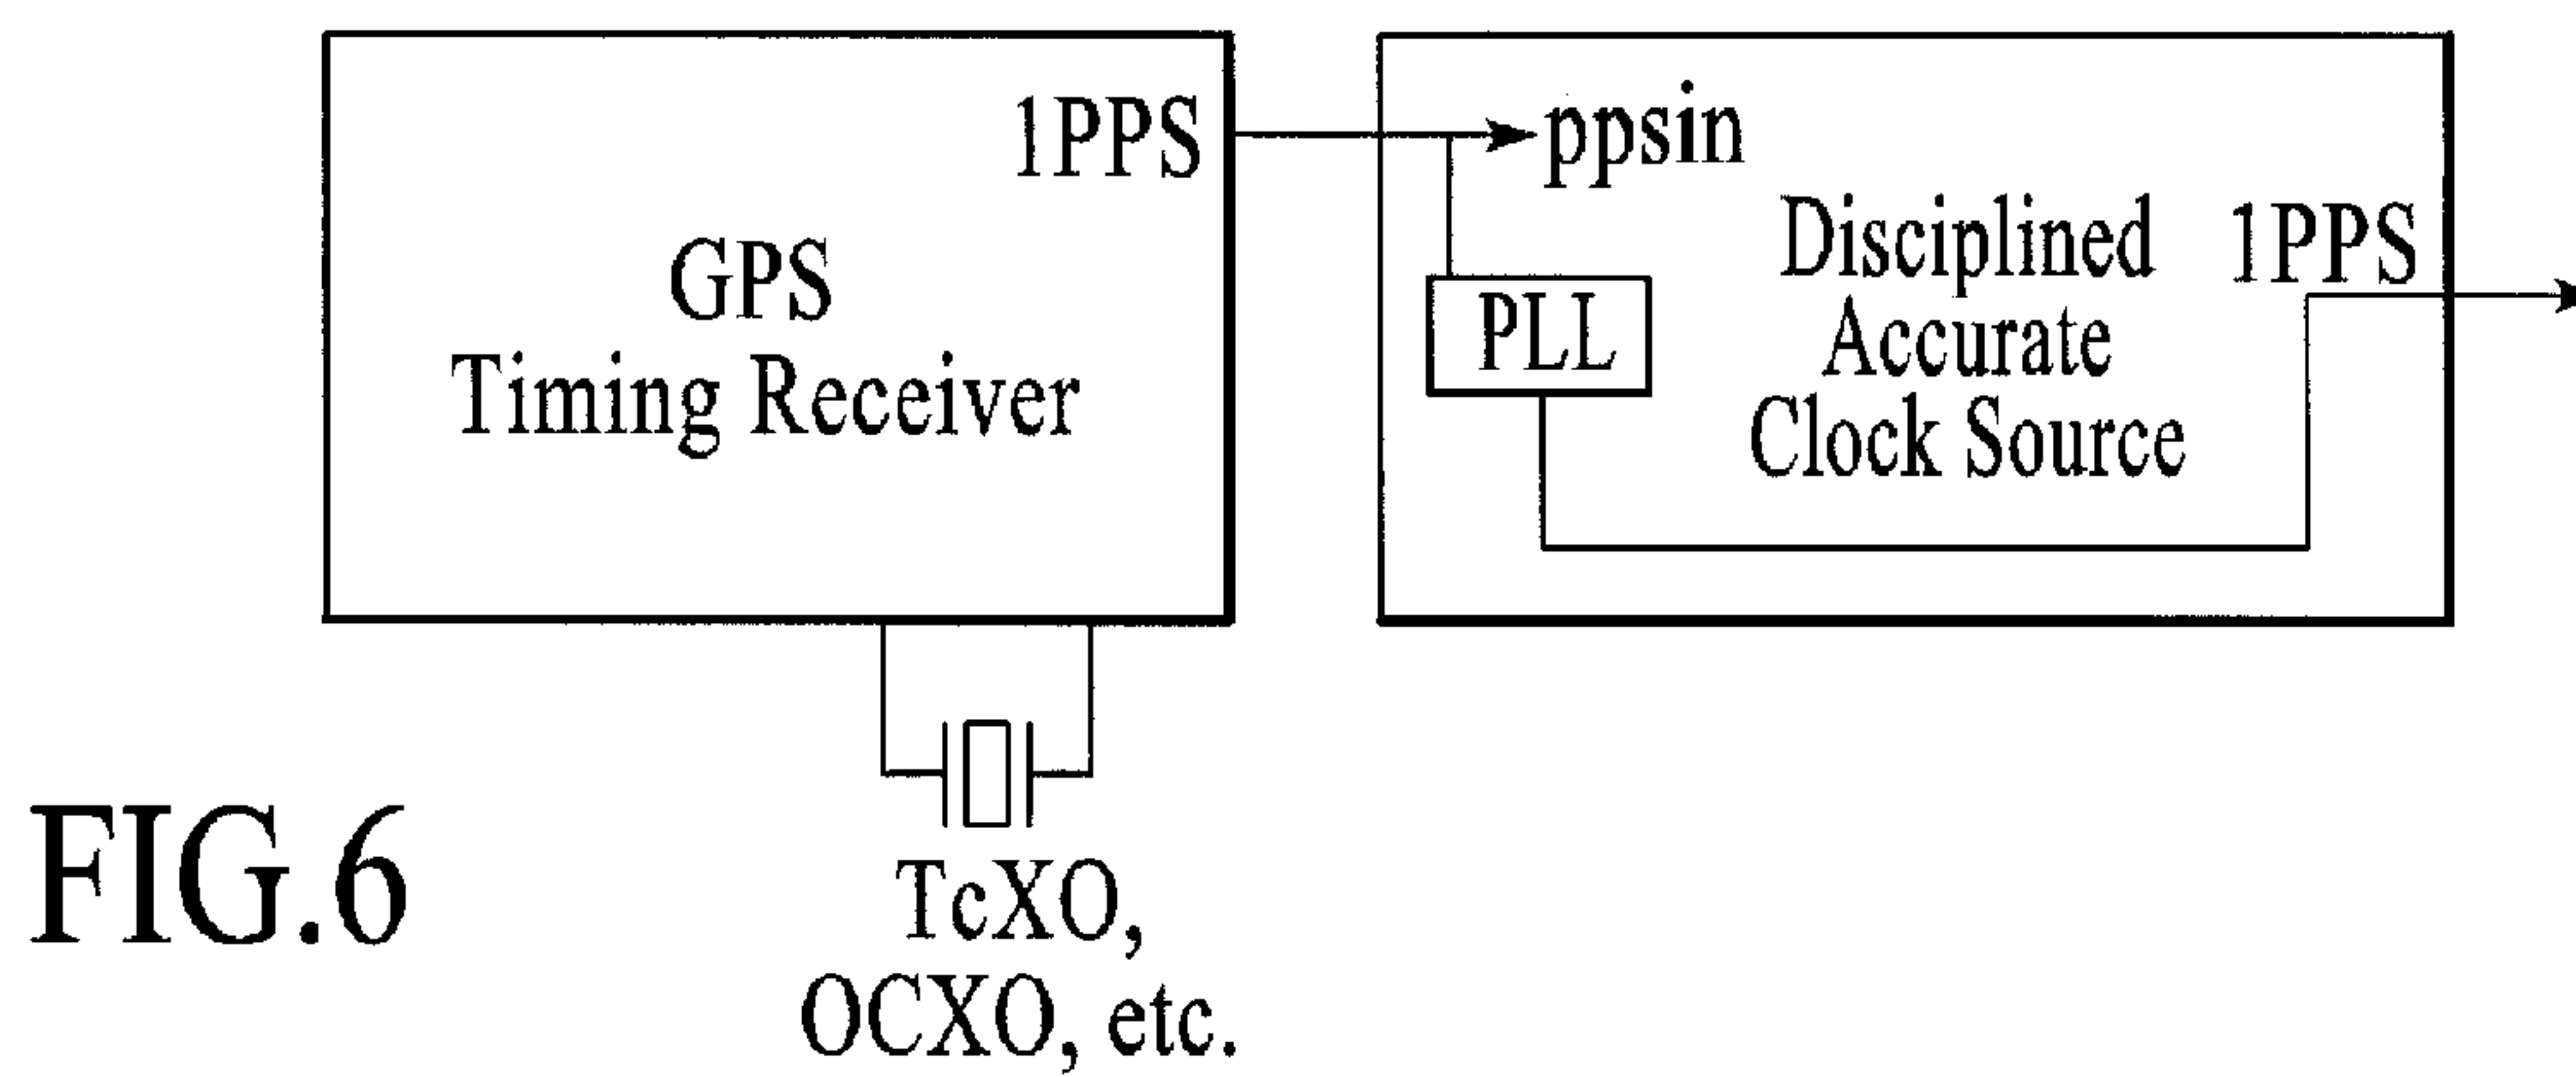 1PPS
GPS
Timing Receiver
ppsin
PLL
Disciplined
Accurate
Clock Source
1PPS
TcXO,
OCXO, etc.
FIG.6